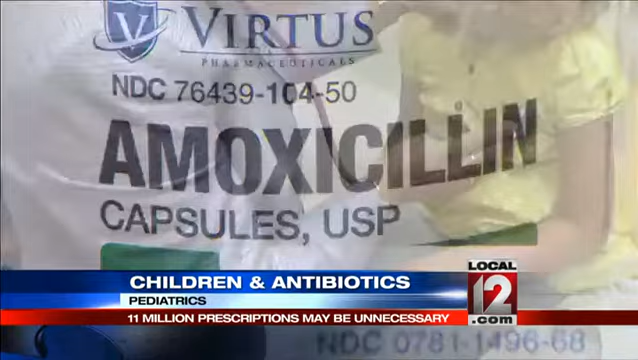 VIRTUS
PHARMACEUTICALS
NDC 76439-104-50
AMOXICILLIN
CAPSULES, USP
CHILDREN & ANTIBIOTICS
PEDIATRICS
11 MILLION PRESCRIPTIONS MAY BE UNNECESSARY
LOCAL
12
.com
NDC 0781-1496-68